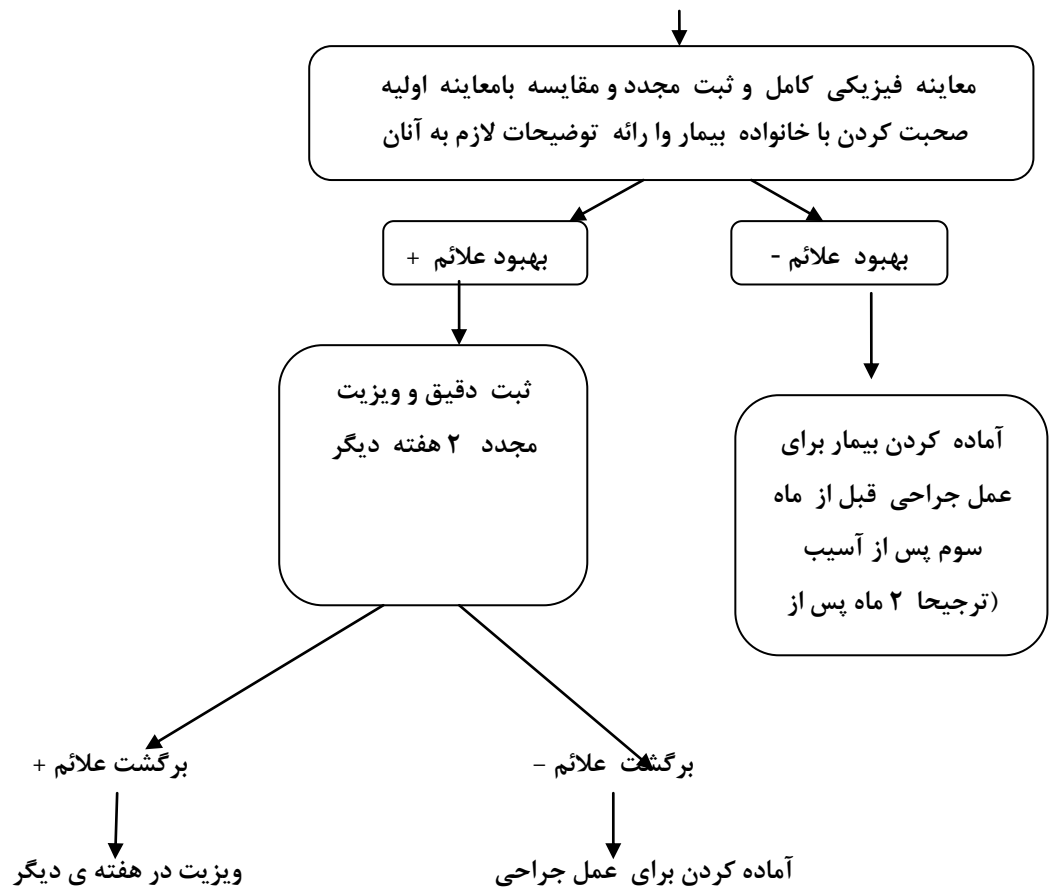 معاینه فیزیکی کامل و ثبت مجدد و مقایسه بامعاینه اولیه
صحبت کردن با خانواده بیمار وا رائه توضیحات لازم به آنان
بهبود علائم -
بهبود علائم +
ثبت دقیق و ویزیت
مجدد ۲ هفته دیگر
آماده کردن بیمار برای
عمل جراحی قبل از ماه
سوم پس از آسیب
(ترجیحا ۲ ماه پس از
برگشت علائم –
برگشت علائم +
آماده کردن برای عمل جراحی
ویزیت در هفته ی دیگر